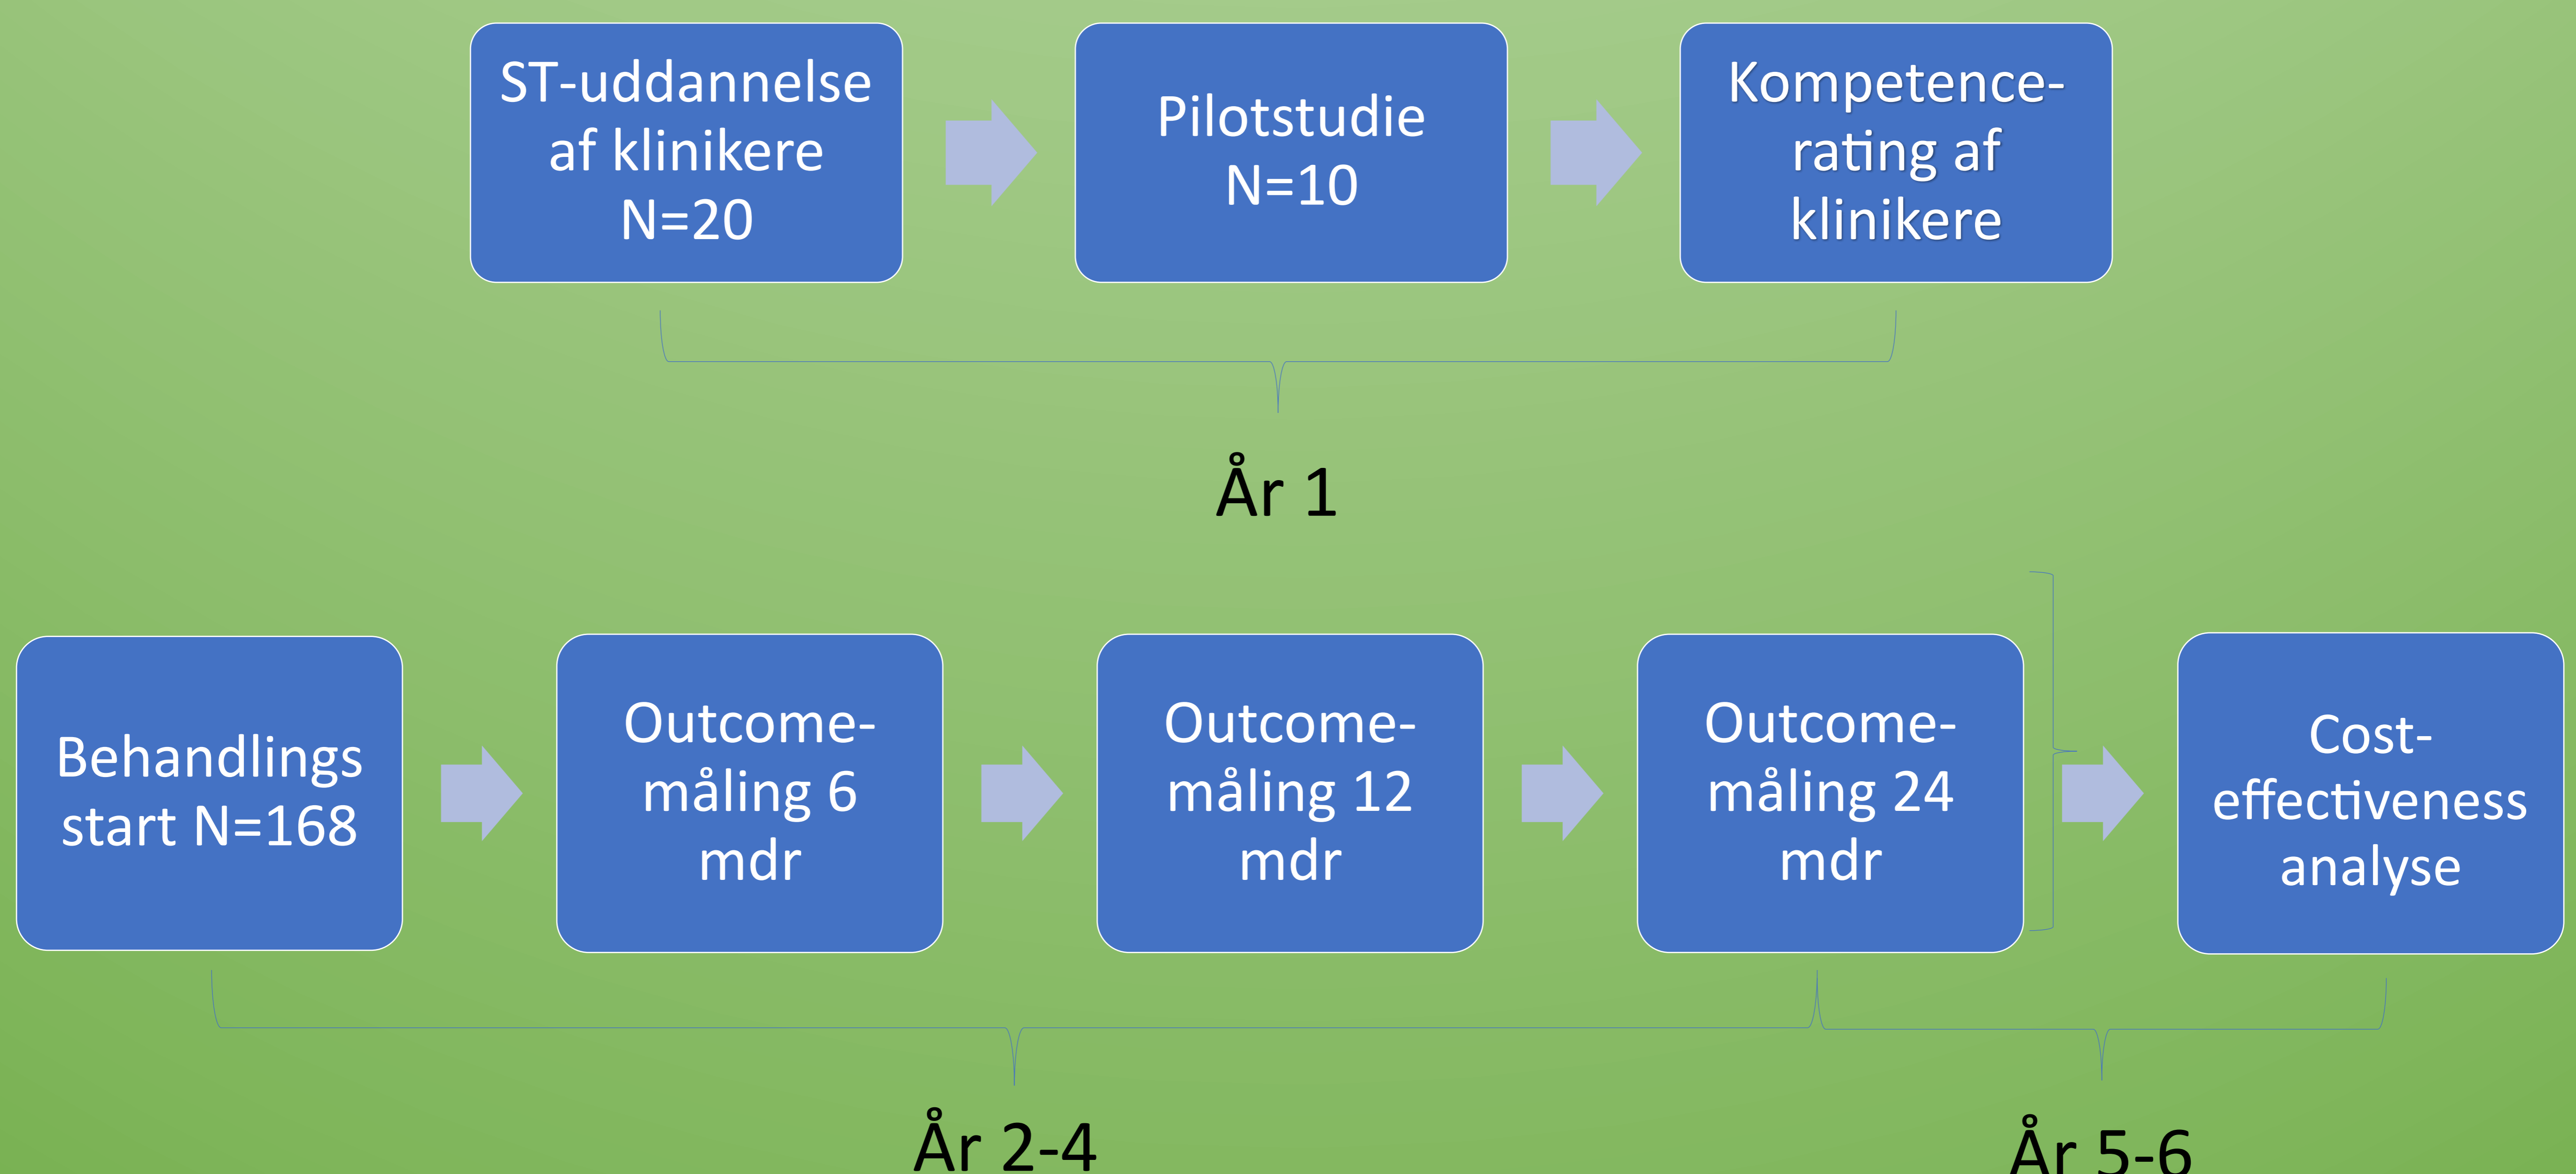 ST-uddannelse
af klinikere
N=20
Pilotstudie
N=10
Kompetence-
rating af
klinikere
År 1
Behandlings
start N=168
Outcome-
måling 6
mdr
Outcome-
måling 12
mdr
Outcome-
måling 24
mdr
Cost-
effectiveness
analyse
År 2-4
År 5-6